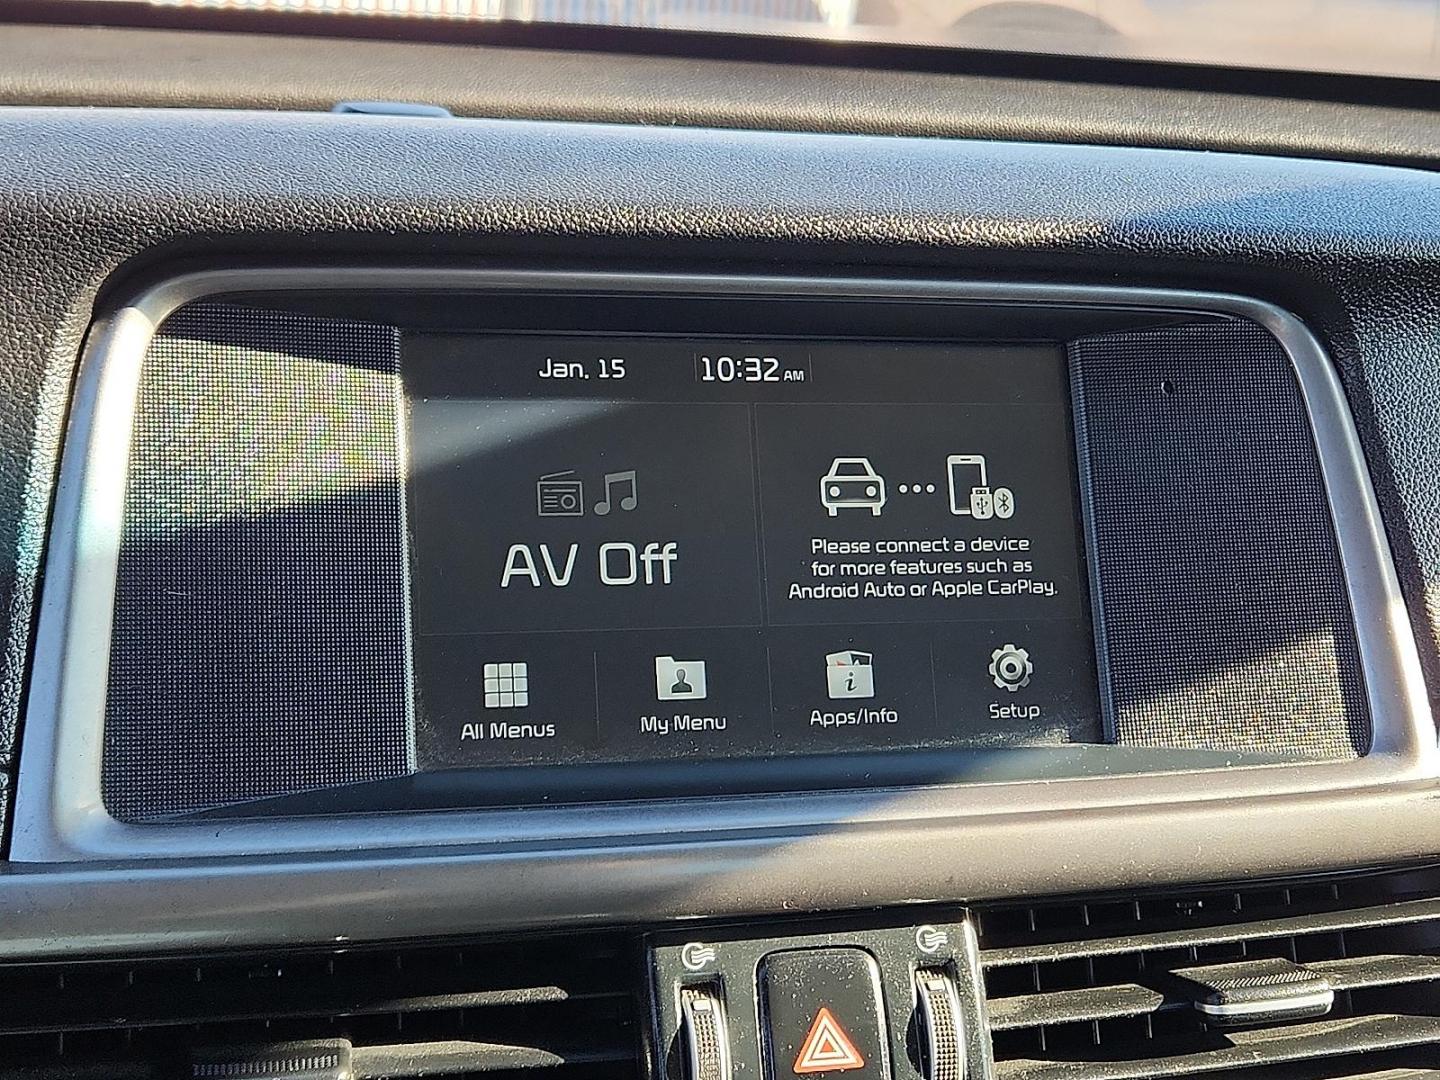 Jan. 15 10:32 AM
AV Off
Please connect a device
for more features such as
Android Auto or Apple CarPlay.
All Menus My Menu Apps/Info Setup